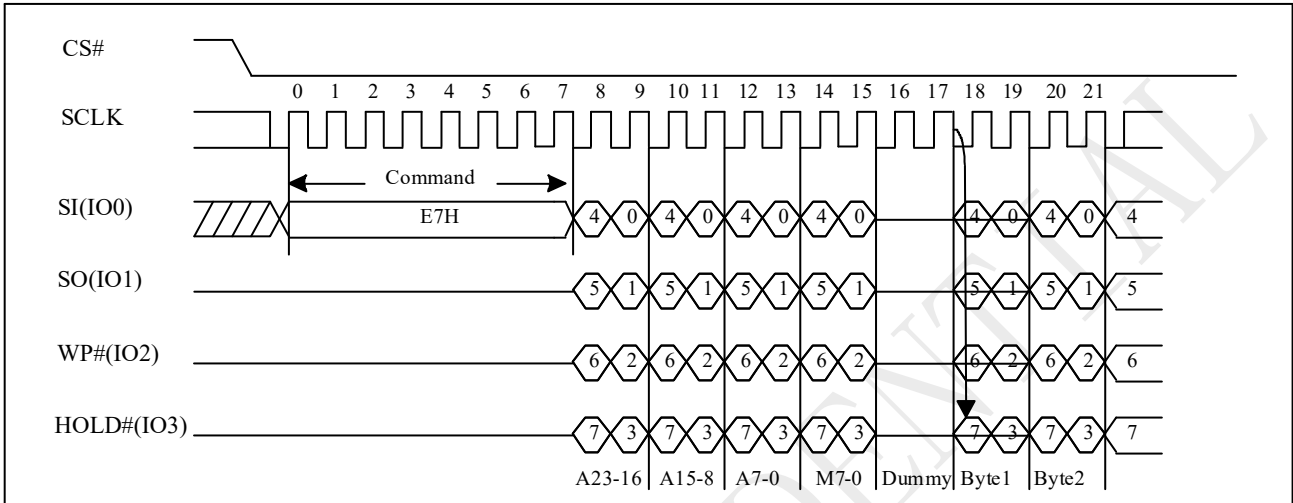 CS#
0 1 2 3 4 5 6 7 8 9 10 11 12 13 14 15 16 17 18 19 20 21
SCLK
Command
SI(IO0) E7H 4 0 4 0 4 0 4 0 4 0 4 0 4
SO(IO1) 5 1 5 1 5 1 5 1 5 1 5 1 5
WP#(IO2) 6 2 6 2 6 2 6 2 6 2 6 2 6
HOLD#(IO3) 7 3 7 3 7 3 7 3 7 3 7 3 7
A23-16 A15-8 A7-0 M7-0 Dummy Byte1 Byte2
DENTIAL